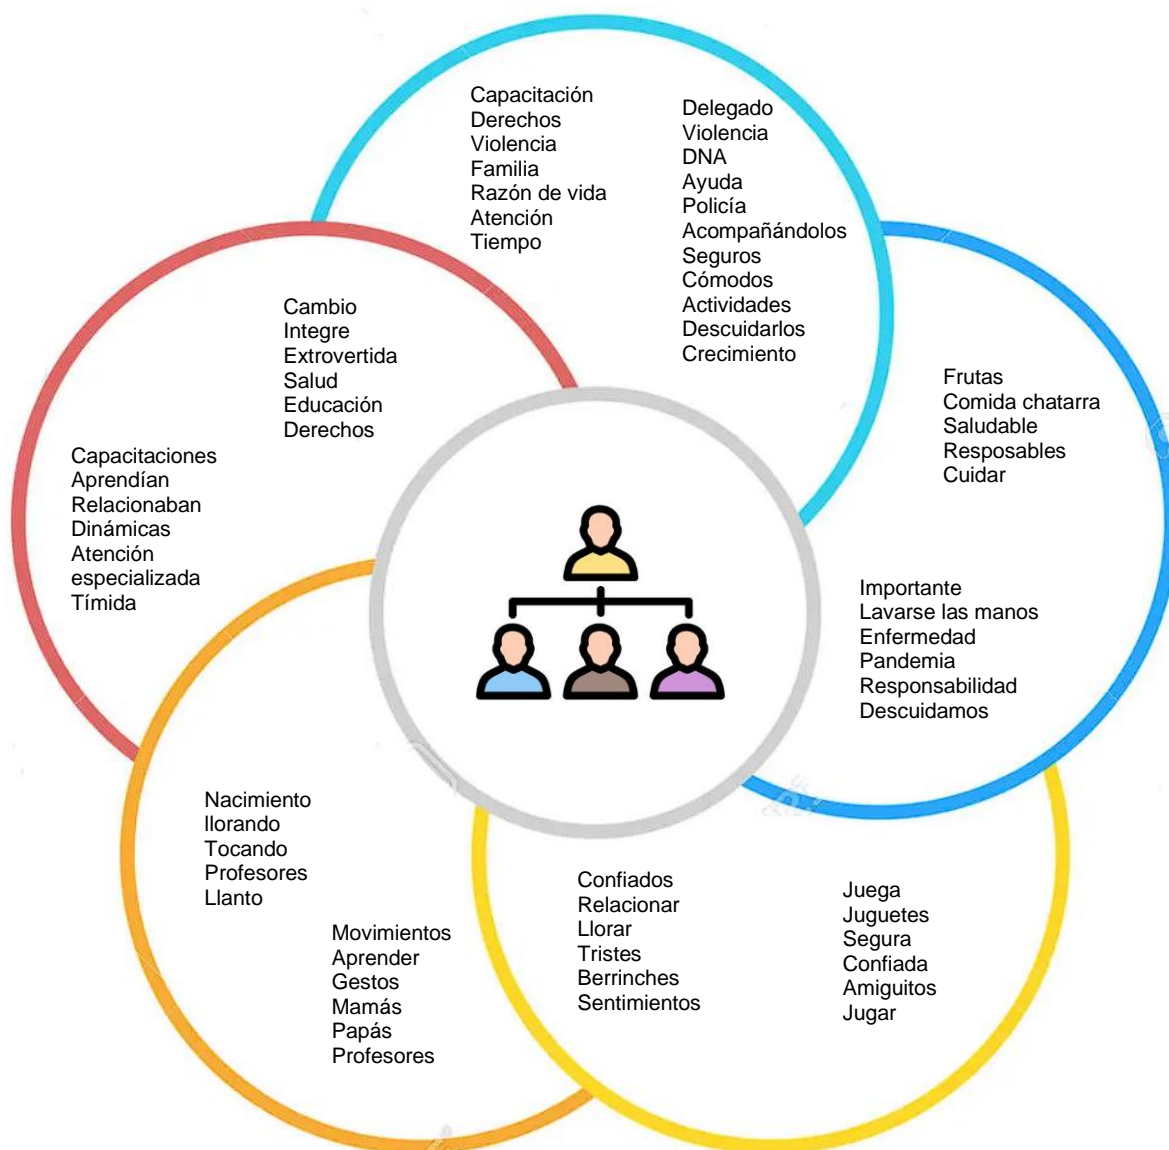 Capacitación
Derechos
Violencia
Familia
Razón de vida
Atención
Tiempo
Delegado
Violencia
DNA
Ayuda
Policía
Acompañándolos
Seguros
Cómodos
Actividades
Descuidarlos
Crecimiento
Cambio
Integre
Extrovertida
Salud
Educación
Derechos
Capacitaciones
Aprendían
Relacionaban
Dinámicas
Atención
especializada
Tímida
Frutas
Comida chatarra
Saludable
Resposables
Cuidar
Importante
Lavarse las manos
Enfermedad
Pandemia
Responsabilidad
Descuidamos
Nacimiento
llorando
Tocando
Profesores
Llanto
Movimientos
Aprender
Gestos
Mamás
Papás
Profesores
Confiados
Relacionar
Llorar
Tristes
Berrinches
Sentimientos
Juega
Juguetes
Segura
Confiada
Amiguitos
Jugar